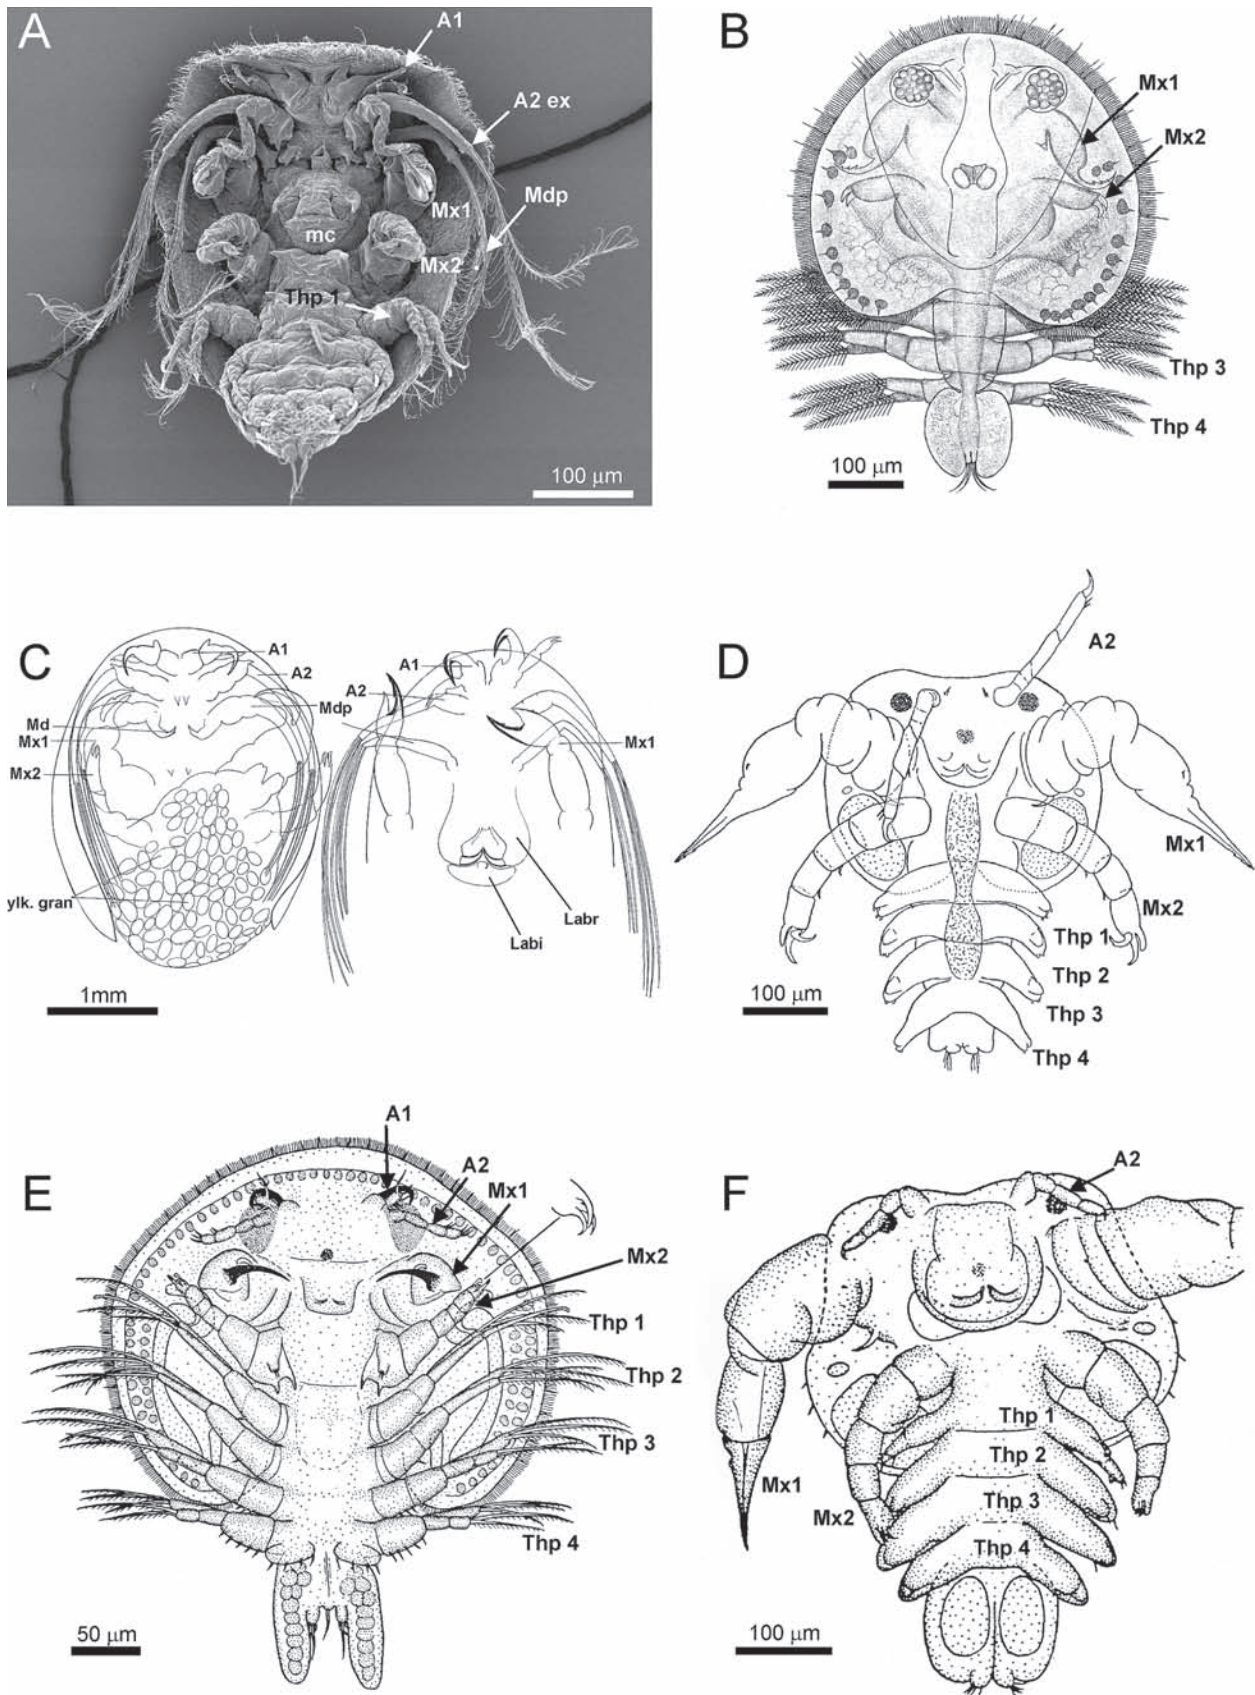 A
A1
A2 ex
Mdp
Mx1
mc
Mx2
Thp 1
100 µm
B
Mx1
Mx2
Thp 3
Thp 4
100 µm
C
A1
A2
Mdp
Md
Mx1
Mx2
ylk. gran
1mm
A1
A2
Mx1
Labr
Labi
D
A2
Mx1
Mx2
Thp 1
Thp 2
Thp 3
Thp 4
100 µm
E
A1
A2
Mx1
Mx2
Thp 1
Thp 2
Thp 3
Thp 4
50 µm
F
A2
Thp 1
Thp 2
Thp 3
Thp 4
Mx1
Mx2
100 µm